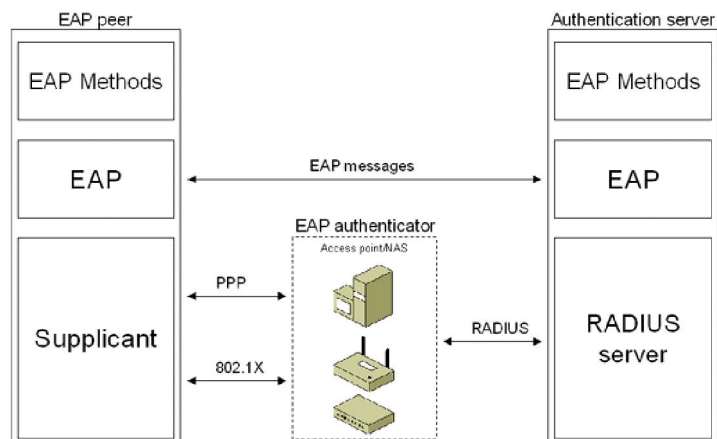 EAP peer
Authentication server
EAP Methods
EAP Methods
EAP
EAP messages
EAP
EAP authenticator
Access point/NAS
PPP
Supplicant
802.1X
RADIUS
RADIUS
server